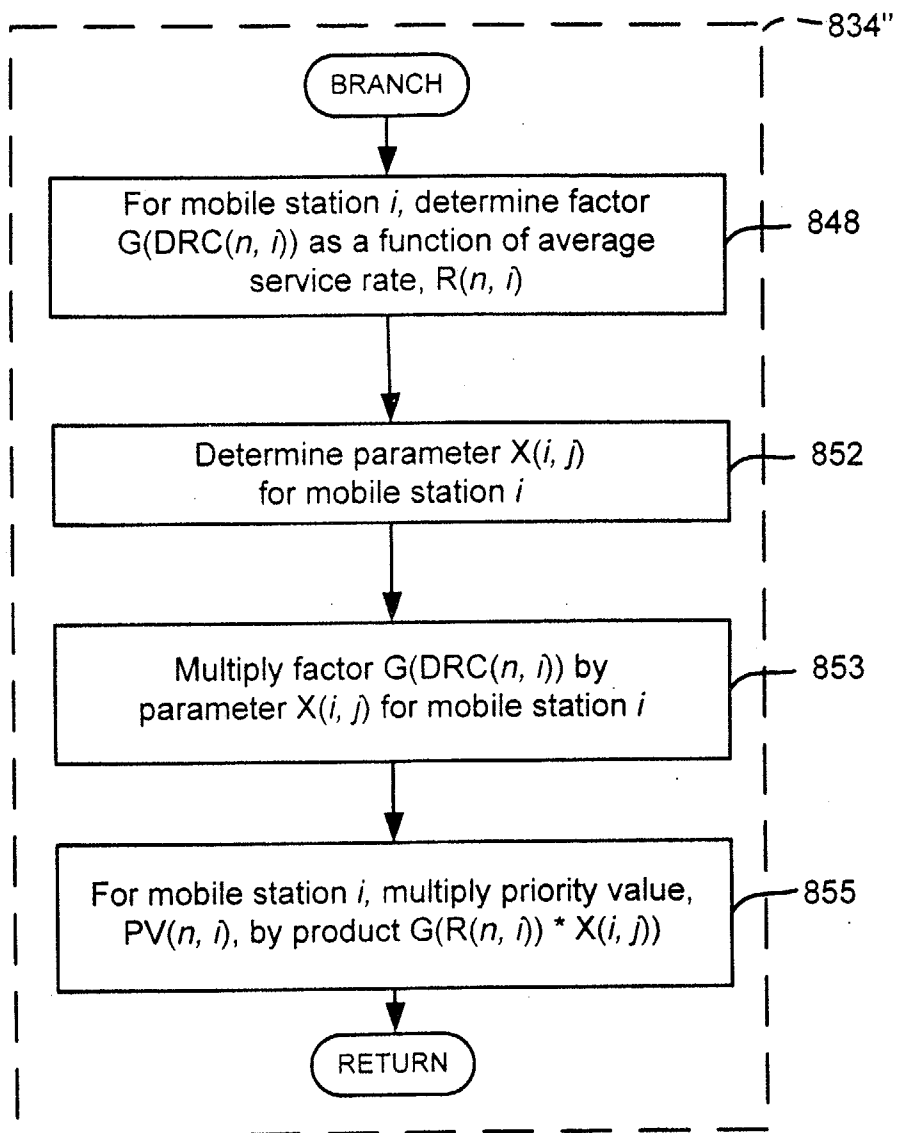 834"
BRANCH
For mobile station i, determine factor
G(DRC(n, i)) as a function of average
service rate, R(n, i)
848
Determine parameter X(i, j)
for mobile station i
852
Multiply factor G(DRC(n, i)) by
parameter X(i, j) for mobile station i
853
For mobile station i, multiply priority value,
PV(n, i), by product G(R(n, i)) * X(i, j))
855
RETURN